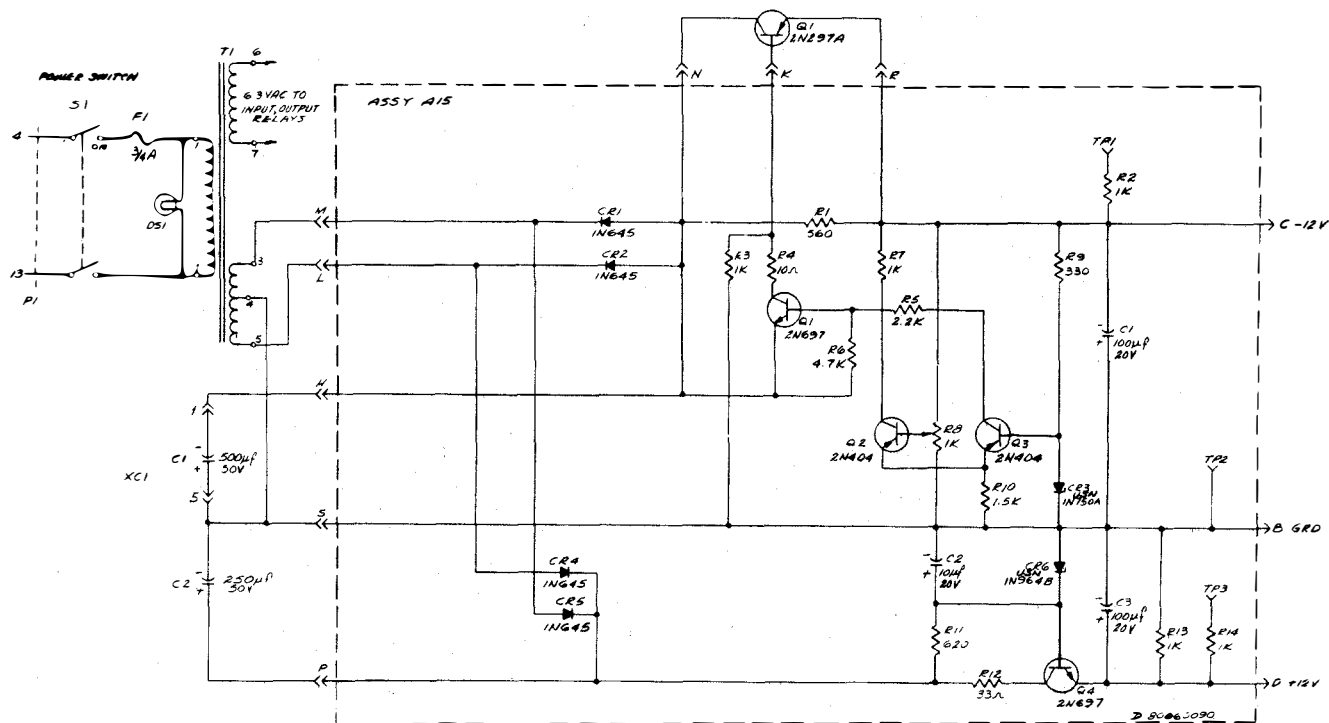 POWER SWITCH
S1
4
ON
F1
3/4A
DS1
13
P1
T1
6
6 3 VAC TO
INPUT, OUTPUT
RELAYS
7
3
4
5
1
C1
500µf
50V
XC1
5
C2
250µf
50V
ASSY A15
Q1
2N297A
N
K
R
M
L
H
S
P
CR1
1N645
CR2
1N645
R1
560
R3
1K
R4
10Ω
Q1
2N697
R6
4.7K
R5
2.2K
R7
1K
Q2
2N404
R8
1K
Q3
2N404
R10
1.5K
R9
330
CR3
1N750A
TP1
R2
1K
C1
100µf
20V
C -12V
TP2
B GRD
CR4
1N645
CR5
1N645
C2
10µf
20V
CR6
1N964B
R11
620
R12
33Ω
Q4
2N697
C3
100µf
20V
R13
1K
TP3
R14
1K
D +12V